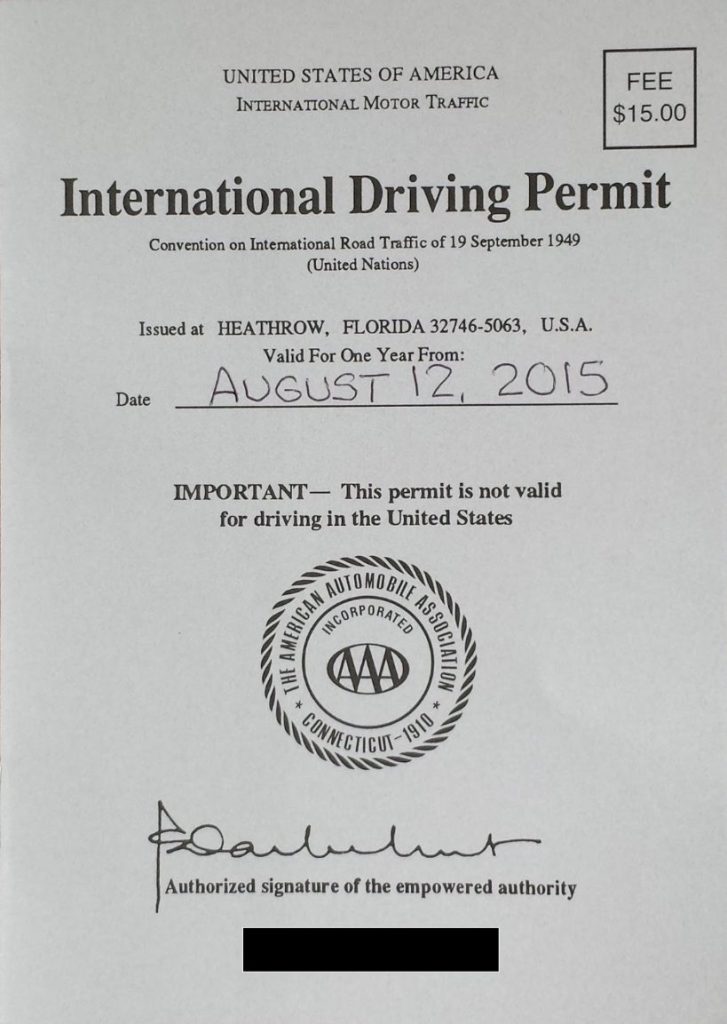 UNITED STATES OF AMERICA
INTERNATIONAL MOTOR TRAFFIC
FEE
$15.00
International Driving Permit
Convention on International Road Traffic of 19 September 1949
(United Nations)
Issued at HEATHROW, FLORIDA 32746-5063, U.S.A.
Valid For One Year From:
Date AUGUST 12, 2015
IMPORTANT— This permit is not valid
for driving in the United States
THE AMERICAN AUTOMOBILE ASSOCIATION
INCORPORATED
AAA
* CONNECTICUT-1910 *
Authorized signature of the empowered authority